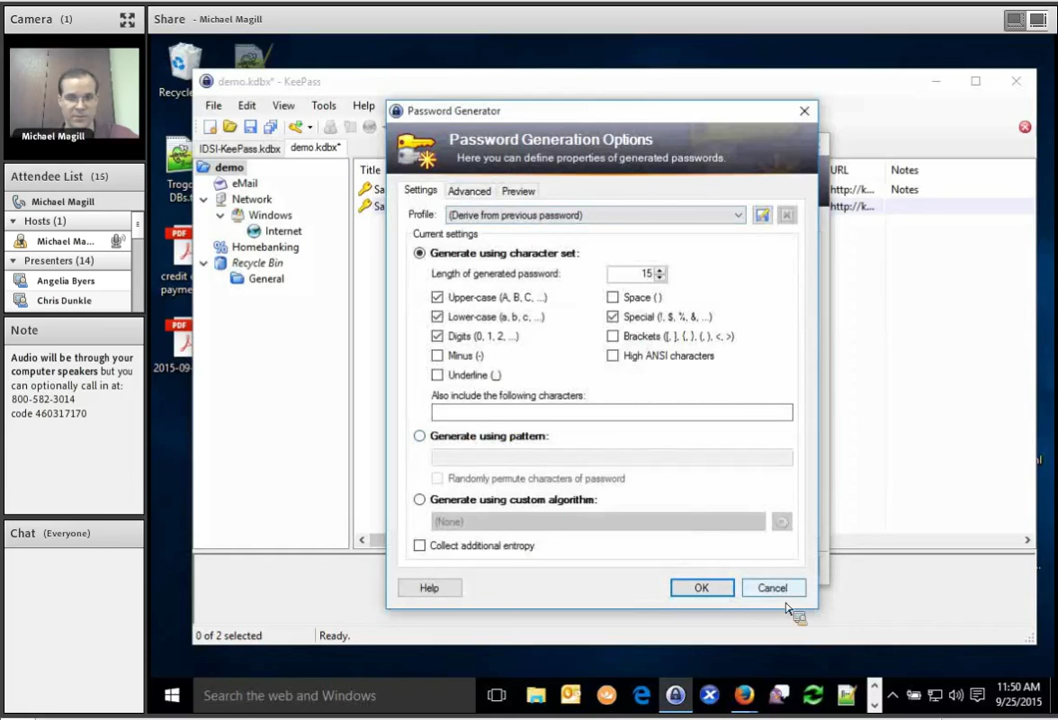 Camera (1)
Michael Magill
Attendee List (15)
Michael Magill
Hosts (1)
Michael Ma...
Presenters (14)
Angelia Byers
Chris Dunkle
Note
Audio will be through your
computer speakers but you
can optionally call in at:
800-582-3014
code 460317170
Chat (Everyone)
Share - Michael Magill
Recycle
Trogo
DBs.t
PDF
credit
payme
PDF
2015-09-
demo.kdbx* - KeePass
File Edit View Tools Help
IDSI-KeePass.kdbx demo.kdbx*
demo
eMail
Network
Windows
Internet
Homebanking
Recycle Bin
General
Title
Sa
Sa
URL Notes
http://k... Notes
http://k...
Password Generator
Password Generation Options
Here you can define properties of generated passwords.
Settings Advanced Preview
Profile: (Derive from previous password)
Current settings
Generate using character set:
Length of generated password: 15
Upper-case (A, B, C, ...) Space ( )
Lower-case (a, b, c, ...) Special (!, $, %, &, ...)
Digits (0, 1, 2, ...) Brackets ([, ], {, }, (, ), <, >)
Minus (-) High ANSI characters
Underline (_)
Also include the following characters:
Generate using pattern:
Randomly permute characters of password
Generate using custom algorithm:
(None)
Collect additional entropy
Help OK Cancel
0 of 2 selected Ready.
Search the web and Windows
11:50 AM
9/25/2015